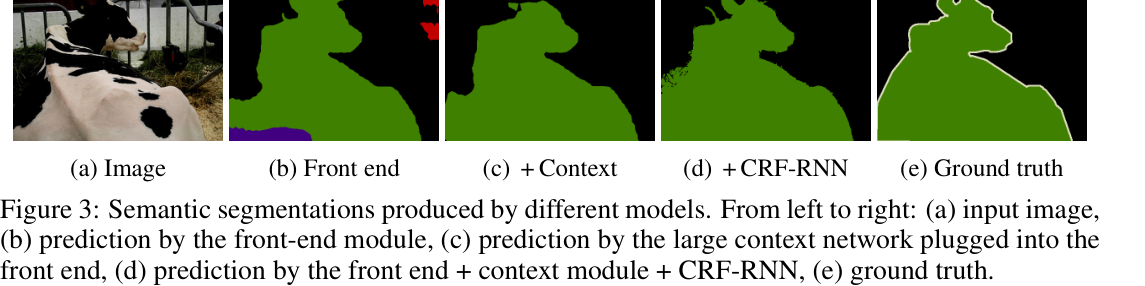 (a) Image (b) Front end (c) + Context (d) + CRF-RNN (e) Ground truth
Figure 3: Semantic segmentations produced by different models. From left to right: (a) input image,
(b) prediction by the front-end module, (c) prediction by the large context network plugged into the
front end, (d) prediction by the front end + context module + CRF-RNN, (e) ground truth.